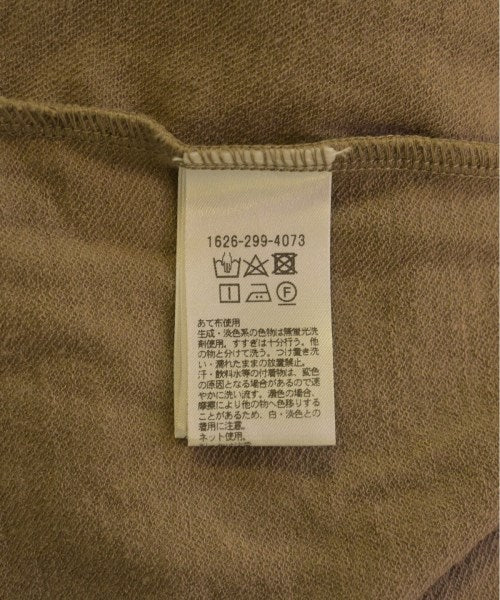 1626-299-4073
あて布使用
生成・淡色系の色物は無蛍光洗
剤使用。すすぎは十分行う。他
の物と分けて洗う。つけ置き洗
い・濡れたままの放置禁止。
汗・飲料水等の付着物は、変色
の原因となる場合があるので速
やかに洗い流す。濃色の場合、
摩擦により他の物へ色移りする
ことがあるため、白・淡色との
着用に注意。
ネット使用。